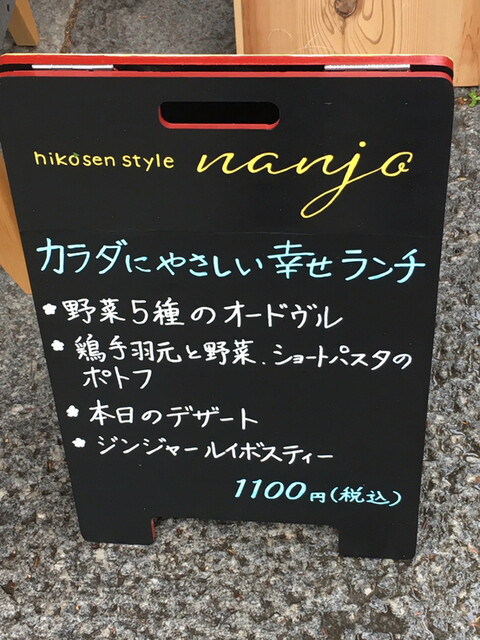 hikosen style nanjo
カラダにやさしい幸せランチ
野菜5種のオードヴル
鶏手羽元と野菜、ショートパスタの
ポトフ
本日のデザート
ジンジャールイボスティー
1100円(税込)